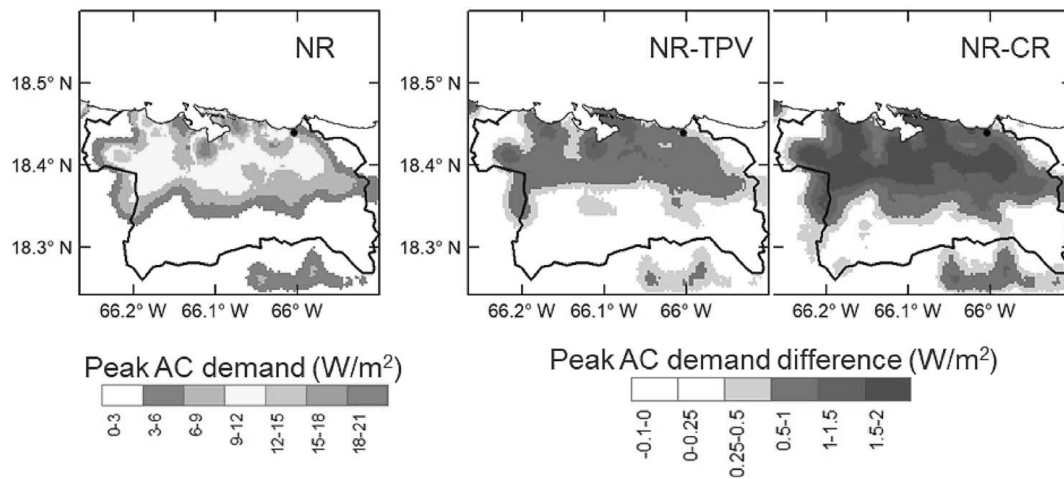 NR
NR-TPV
NR-CR
18.5° N
18.4° N
18.3° N
18.5° N
18.4° N
18.3° N
66.2° W 66.1° W 66° W
66.2° W 66.1° W 66° W
66.2° W 66.1° W 66° W
Peak AC demand (W/m²)
0-3
3-6
6-9
9-12
12-15
15-18
18-21
Peak AC demand difference (W/m²)
-0.1-0
0-0.25
0.25-0.5
0.5-1
1-1.5
1.5-2